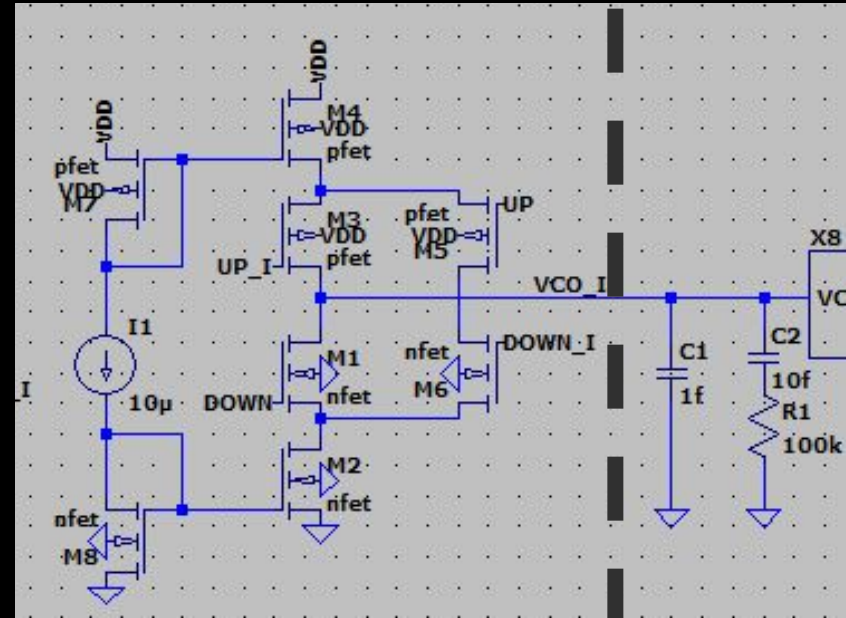 VDD
VDD
M4
VDD
pfet
pfet
VDD
M7
UP
pfet
VDD
M5
M3
VDD
pfet
UP_I
X8
VCO_I
VC
I1
10µ
_I
M1
nfet
DOWN
nfet
M6
DOWN_I
C1
1f
C2
10f
R1
100k
M2
nfet
nfet
M8